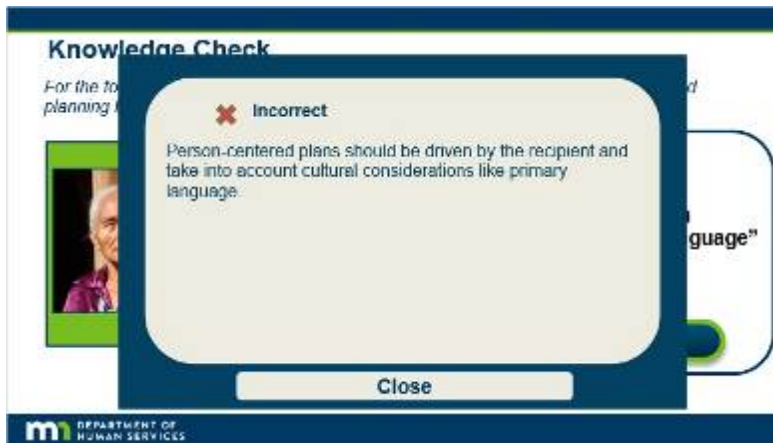 Knowledge Check
For the fo
planning
✖ Incorrect
Person-centered plans should be driven by the recipient and
take into account cultural considerations like primary
language.
guage”
Close
DEPARTMENT OF
HUMAN SERVICES